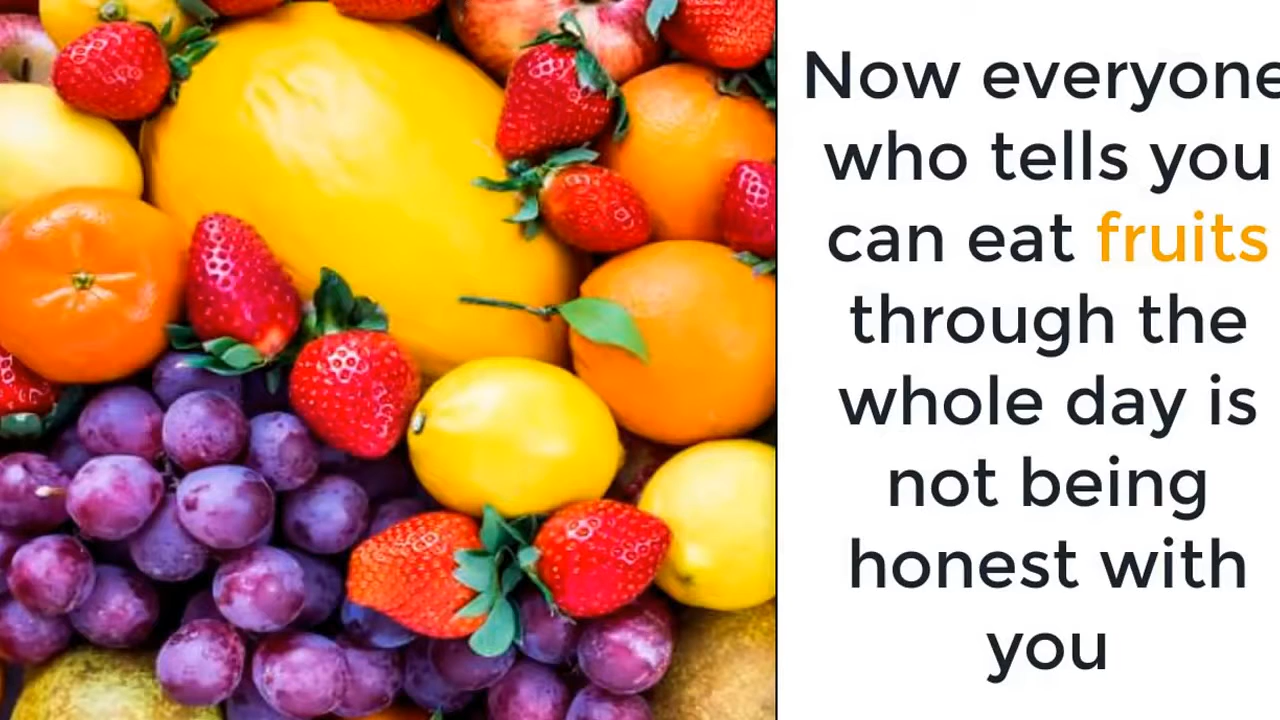 Now everyone
who tells you
can eat fruits
through the
whole day is
not being
honest with
you